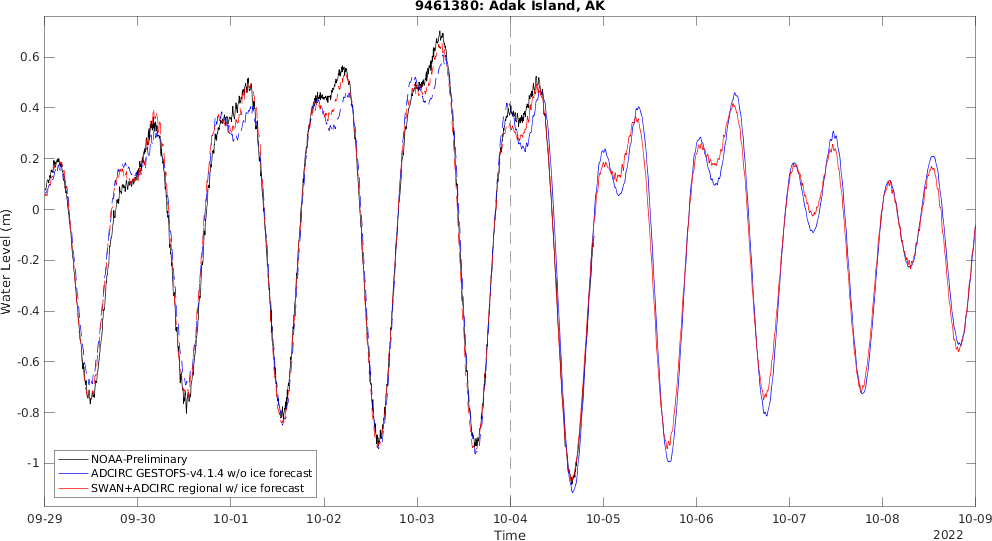 9461380: Adak Island, AK
Water Level (m)
0.6
0.4
0.2
0
-0.2
-0.4
-0.6
-0.8
-1
NOAA-Preliminary
ADCIRC GESTOFS-v4.1.4 w/o ice forecast
SWAN+ADCIRC regional w/ ice forecast
09-29 09-30 10-01 10-02 10-03 10-04 10-05 10-06 10-07 10-08 10-09
Time
2022